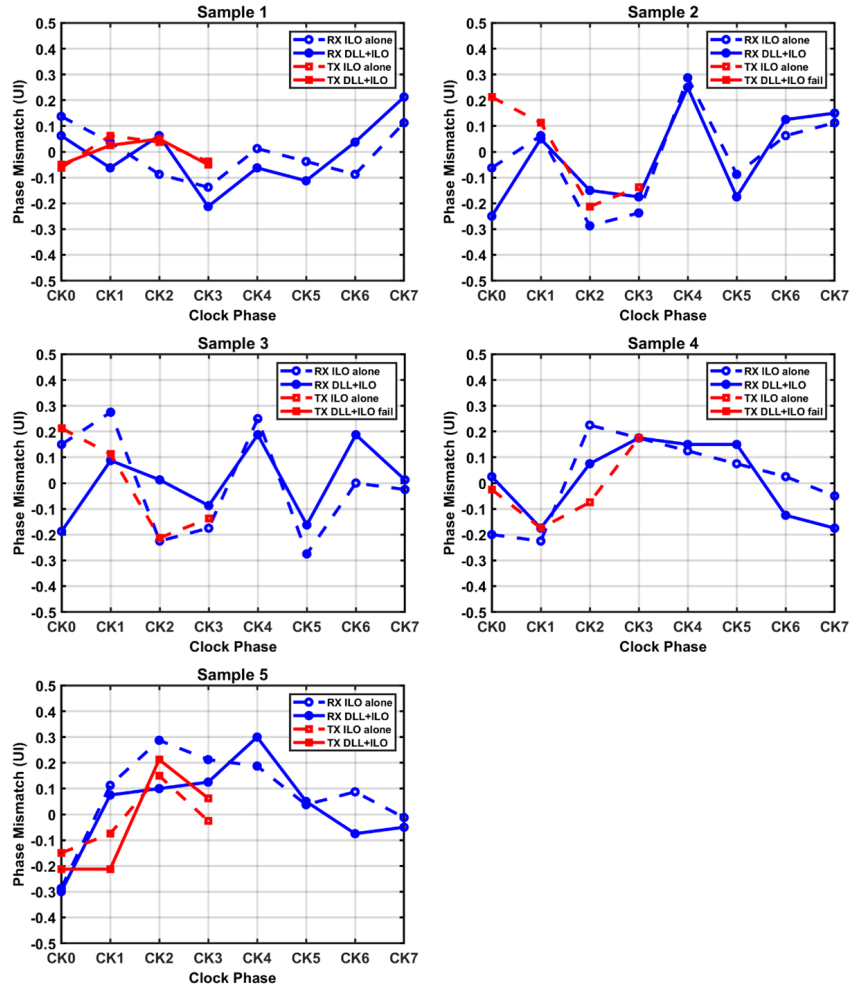 Sample 1
0.5
0.4
0.3
0.2
0.1
0
-0.1
-0.2
-0.3
-0.4
-0.5
Phase Mismatch (UI)
RX ILO alone
RX DLL+ILO
TX ILO alone
TX DLL+ILO
CK0 CK1 CK2 CK3 CK4 CK5 CK6 CK7
Clock Phase
Sample 2
0.5
0.4
0.3
0.2
0.1
0
-0.1
-0.2
-0.3
-0.4
-0.5
Phase Mismatch (UI)
RX ILO alone
RX DLL+ILO
TX ILO alone
TX DLL+ILO fail
CK0 CK1 CK2 CK3 CK4 CK5 CK6 CK7
Clock Phase
Sample 3
0.5
0.4
0.3
0.2
0.1
0
-0.1
-0.2
-0.3
-0.4
-0.5
Phase Mismatch (UI)
RX ILO alone
RX DLL+ILO
TX ILO alone
TX DLL+ILO fail
CK0 CK1 CK2 CK3 CK4 CK5 CK6 CK7
Clock Phase
Sample 4
0.5
0.4
0.3
0.2
0.1
0
-0.1
-0.2
-0.3
-0.4
-0.5
Phase Mismatch (UI)
RX ILO alone
RX DLL+ILO
TX ILO alone
TX DLL+ILO fail
CK0 CK1 CK2 CK3 CK4 CK5 CK6 CK7
Clock Phase
Sample 5
0.5
0.4
0.3
0.2
0.1
0
-0.1
-0.2
-0.3
-0.4
-0.5
Phase Mismatch (UI)
RX ILO alone
RX DLL+ILO
TX ILO alone
TX DLL+ILO
CK0 CK1 CK2 CK3 CK4 CK5 CK6 CK7
Clock Phase